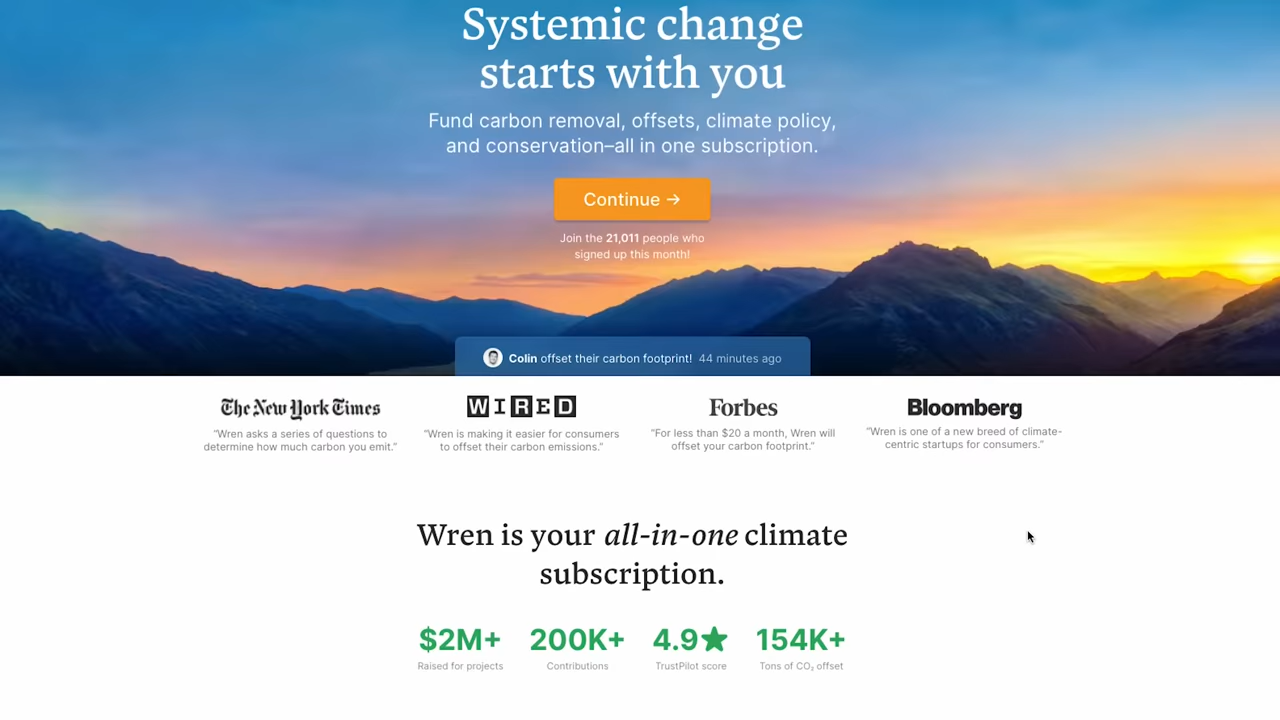 Systemic change
starts with you
Fund carbon removal, offsets, climate policy,
and conservation–all in one subscription.
Continue →
Join the 21,011 people who
signed up this month!
Colin offset their carbon footprint! 44 minutes ago
The New York Times
“Wren asks a series of questions to
determine how much carbon you emit.”
WIRED
“Wren is making it easier for consumers
to offset their carbon emissions.”
Forbes
“For less than $20 a month, Wren will
offset your carbon footprint.”
Bloomberg
“Wren is one of a new breed of climate-
centric startups for consumers.”
Wren is your all-in-one climate
subscription.
$2M+
Raised for projects
200K+
Contributions
4.9★
TrustPilot score
154K+
Tons of CO₂ offset